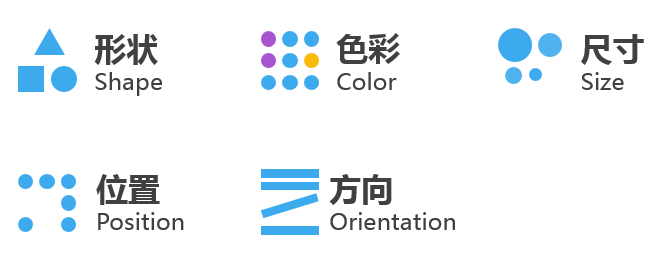 形状
Shape
色彩
Color
尺寸
Size
位置
Position
方向
Orientation